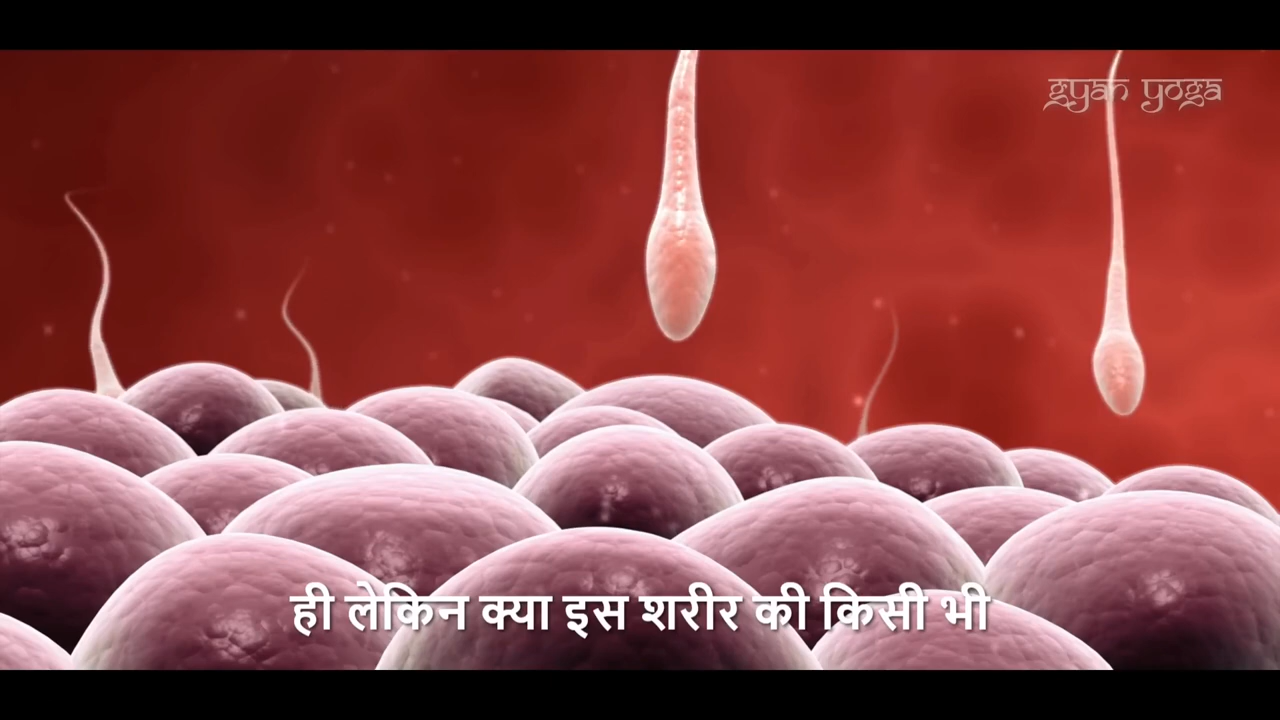 gyan yoga
ही लेकिन क्या इस शरीर की किसी भी